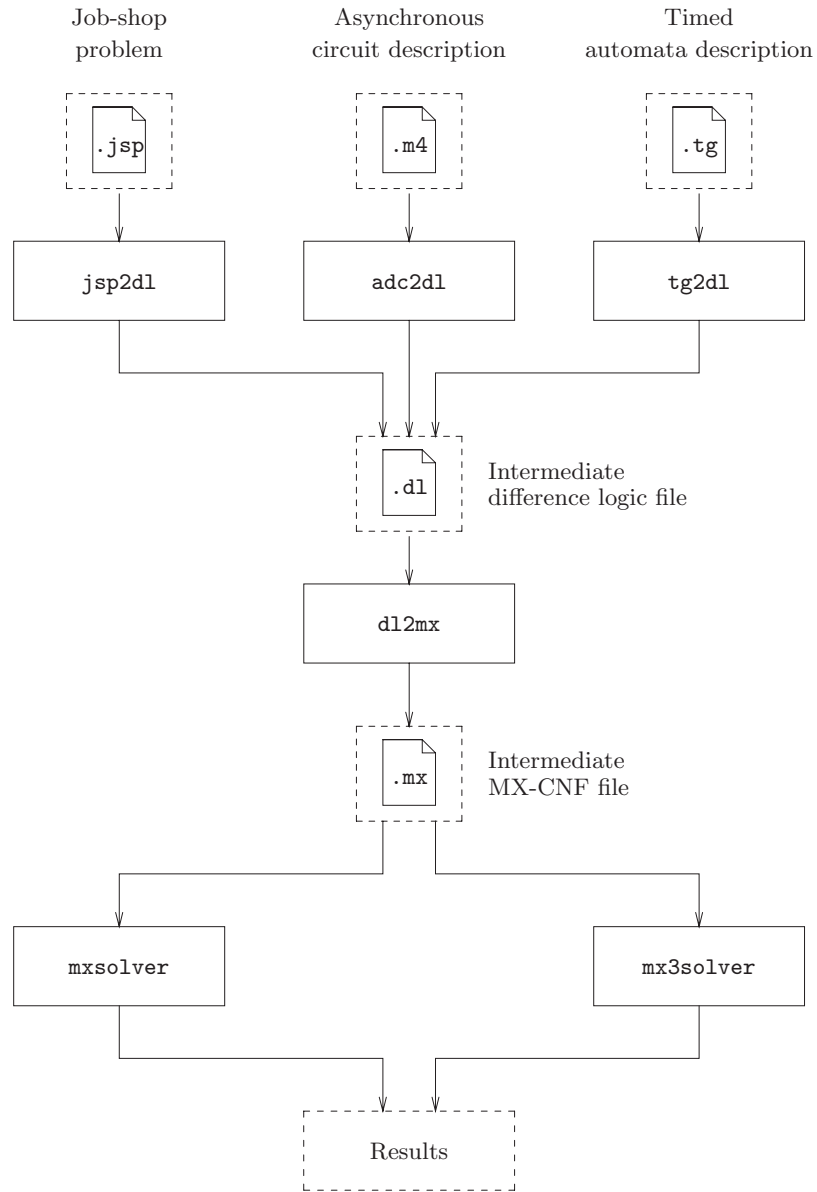 Job-shop
problem
Asynchronous
circuit description
Timed
automata description
.jsp
.m4
.tg
jsp2dl
adc2dl
tg2dl
.dl
Intermediate
difference logic file
dl2mx
.mx
Intermediate
MX-CNF file
mxsolver
mx3solver
Results